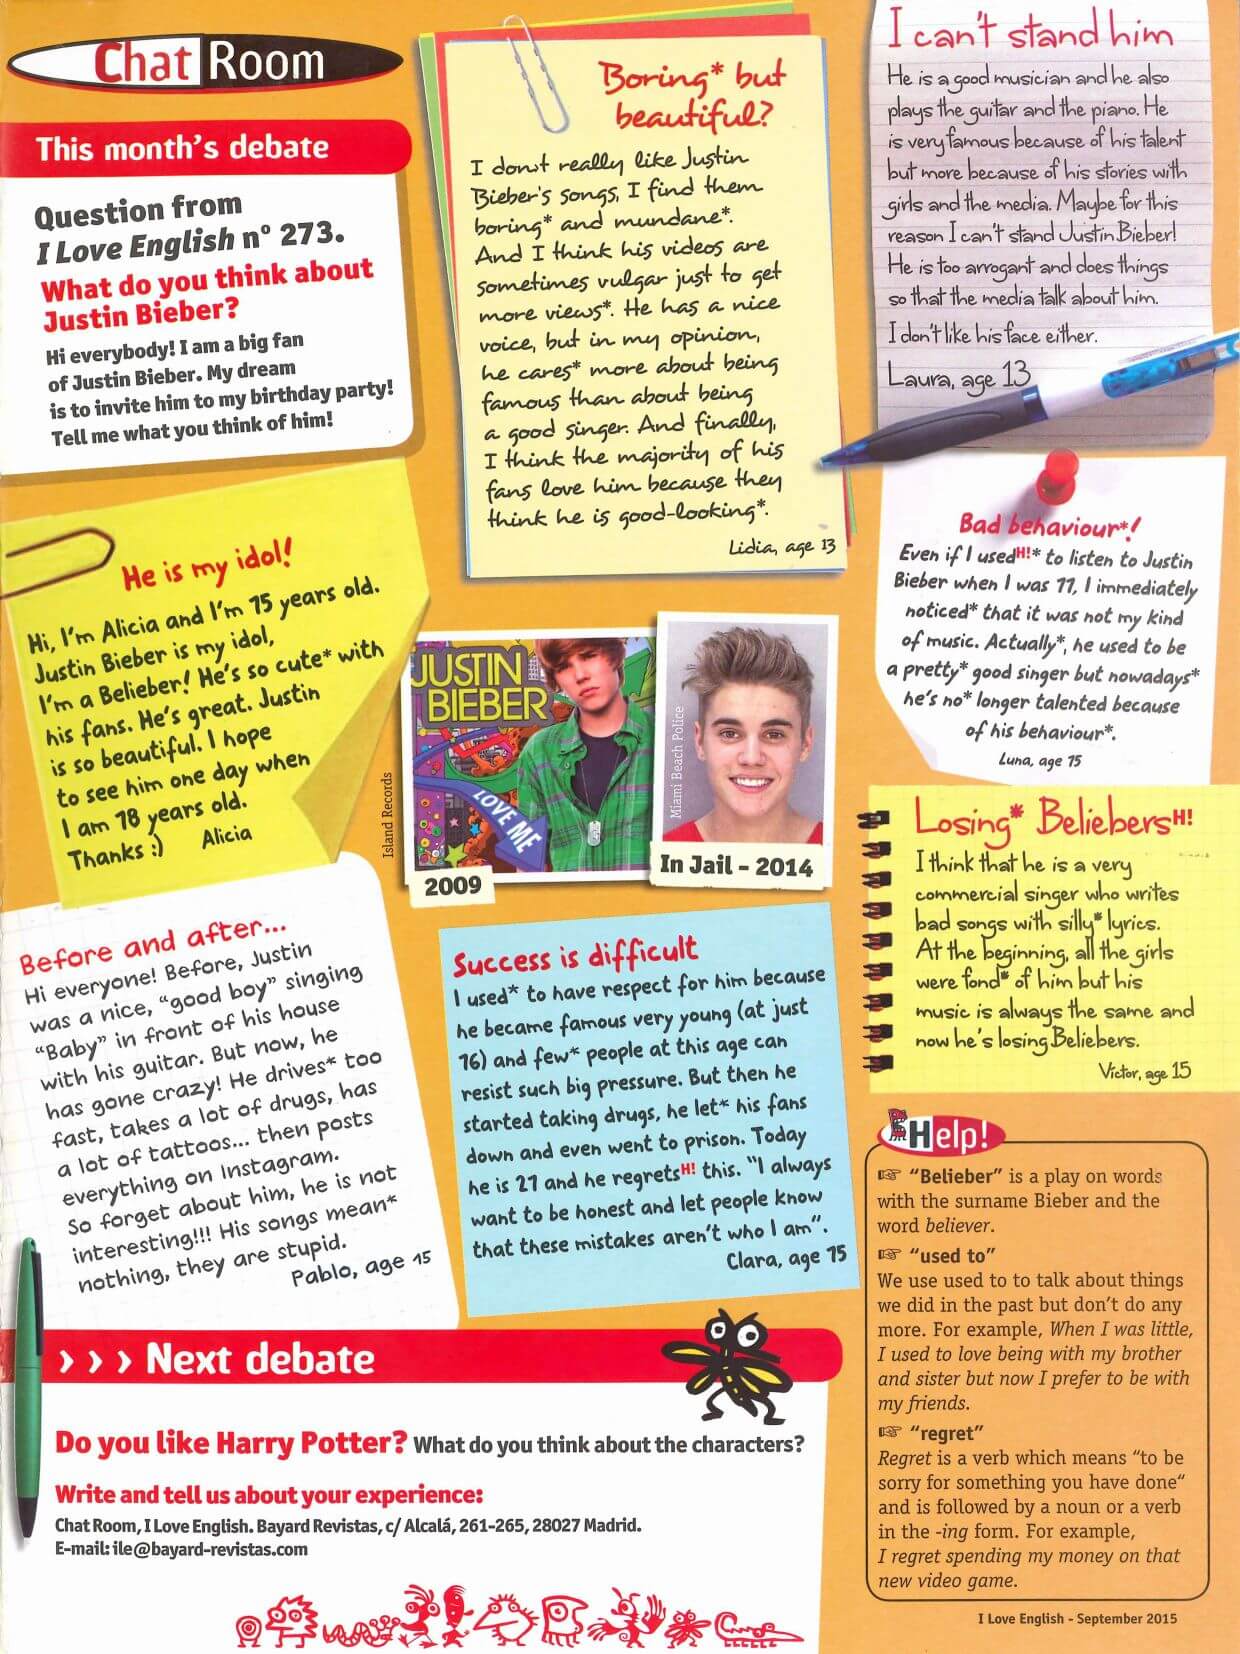 Chat Room
This month's debate
Question from
I Love English nº 273.
What do you think about
Justin Bieber?
Hi everybody! I am a big fan
of Justin Bieber. My dream
is to invite him to my birthday party!
Tell me what you think of him!
Boring* but
beautiful?
I don't really like Justin
Bieber's songs, I find them
boring* and mundane*.
And I think his videos are
sometimes vulgar just to get
more views*. He has a nice
voice, but in my opinion,
he cares* more about being
famous than about being
a good singer. And finally,
I think the majority of his
fans love him because they
think he is good-looking*.
Lidia, age 13
I can't stand him
He is a good musician and he also
plays the guitar and the piano. He
is very famous because of his talent
but more because of his stories with
girls and the media. Maybe for this
reason I can't stand Justin Bieber!
He is too arrogant and does things
so that the media talk about him.
I don't like his face either.
Laura, age 13
He is my idol!
Hi, I'm Alicia and I'm 15 years old.
Justin Bieber is my idol,
I'm a Belieber! He's so cute* with
his fans. He's great. Justin
is so beautiful. I hope
to see him one day when
I am 18 years old.
Thanks :) Alicia
Bad behaviour*!
Even if I used H!* to listen to Justin
Bieber when I was 11, I immediately
noticed* that it was not my kind
of music. Actually*, he used to be
a pretty* good singer but nowadays*
he's no* longer talented because
of his behaviour*.
Luna, age 15
JUSTIN
BIEBER
LOVE ME
Island Records
2009
Miami Beach Police
In Jail - 2014
Losing* Beliebers H!
I think that he is a very
commercial singer who writes
bad songs with silly* lyrics.
At the beginning, all the girls
were fond* of him but his
music is always the same and
now he's losing Beliebers.
Víctor, age 15
Before and after...
Hi everyone! Before, Justin
was a nice, "good boy" singing
"Baby" in front of his house
with his guitar. But now, he
has gone crazy! He drives* too
fast, takes a lot of drugs, has
a lot of tattoos... then posts
everything on Instagram.
So forget about him, he is not
interesting!!! His songs mean*
nothing, they are stupid.
Pablo, age 15
Success is difficult
I used* to have respect for him because
he became famous very young (at just
16) and few* people at this age can
resist such big pressure. But then he
started taking drugs, he let* his fans
down and even went to prison. Today
he is 21 and he regrets H! this. "I always
want to be honest and let people know
that these mistakes aren't who I am".
Clara, age 15
Help!
☞ "Belieber" is a play on words
with the surname Bieber and the
word believer.
☞ "used to"
We use used to to talk about things
we did in the past but don't do any
more. For example, When I was little,
I used to love being with my brother
and sister but now I prefer to be with
my friends.
☞ "regret"
Regret is a verb which means "to be
sorry for something you have done"
and is followed by a noun or a verb
in the -ing form. For example,
I regret spending my money on that
new video game.
› › › Next debate
Do you like Harry Potter? What do you think about the characters?
Write and tell us about your experience:
Chat Room, I Love English. Bayard Revistas, c/ Alcalá, 261-265, 28027 Madrid.
E-mail: ile@bayard-revistas.com
I Love English - September 2015